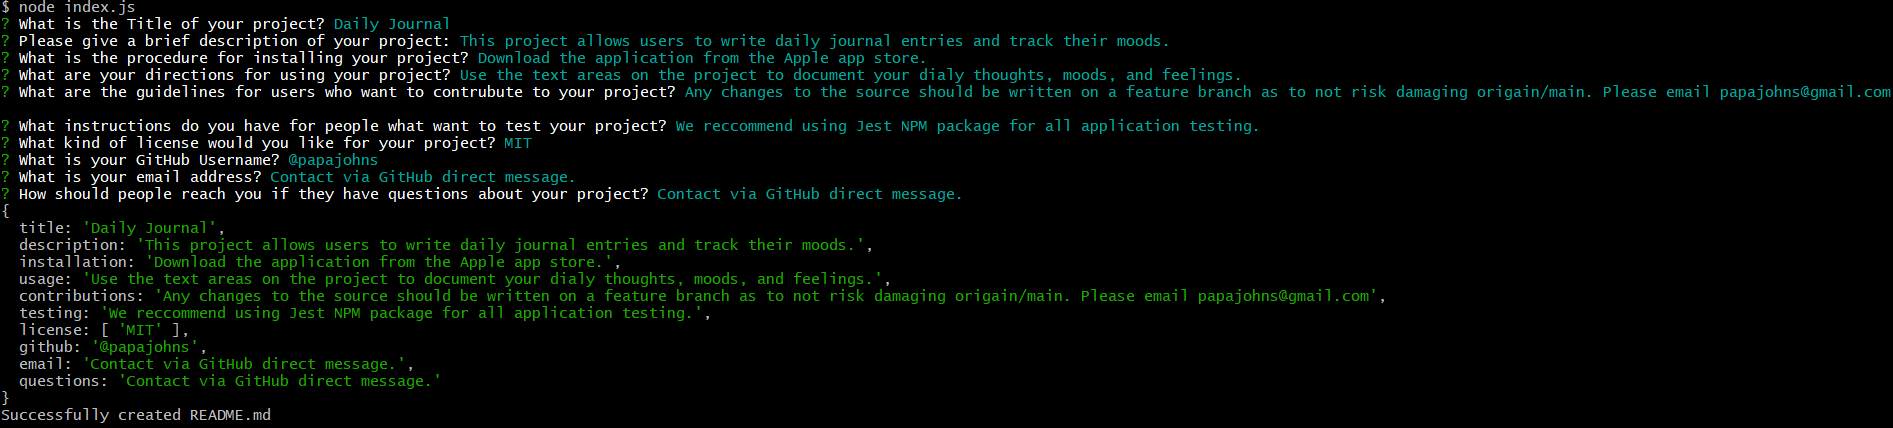 $ node index.js
? What is the Title of your project? Daily Journal
? Please give a brief description of your project: This project allows users to write daily journal entries and track their moods.
? What is the procedure for installing your project? Download the application from the Apple app store.
? What are your directions for using your project? Use the text areas on the project to document your dialy thoughts, moods, and feelings.
? What are the guidelines for users who want to contrubute to your project? Any changes to the source should be written on a feature branch as to not risk damaging origain/main. Please email papajohns@gmail.com
? What instructions do you have for people what want to test your project? We reccommend using Jest NPM package for all application testing.
? What kind of license would you like for your project? MIT
? What is your GitHub Username? @papajohns
? What is your email address? Contact via GitHub direct message.
? How should people reach you if they have questions about your project? Contact via GitHub direct message.
{
  title: 'Daily Journal',
  description: 'This project allows users to write daily journal entries and track their moods.',
  installation: 'Download the application from the Apple app store.',
  usage: 'Use the text areas on the project to document your dialy thoughts, moods, and feelings.',
  contributions: 'Any changes to the source should be written on a feature branch as to not risk damaging origain/main. Please email papajohns@gmail.com',
  testing: 'We reccommend using Jest NPM package for all application testing.',
  license: [ 'MIT' ],
  github: '@papajohns',
  email: 'Contact via GitHub direct message.',
  questions: 'Contact via GitHub direct message.'
}
Successfully created README.md